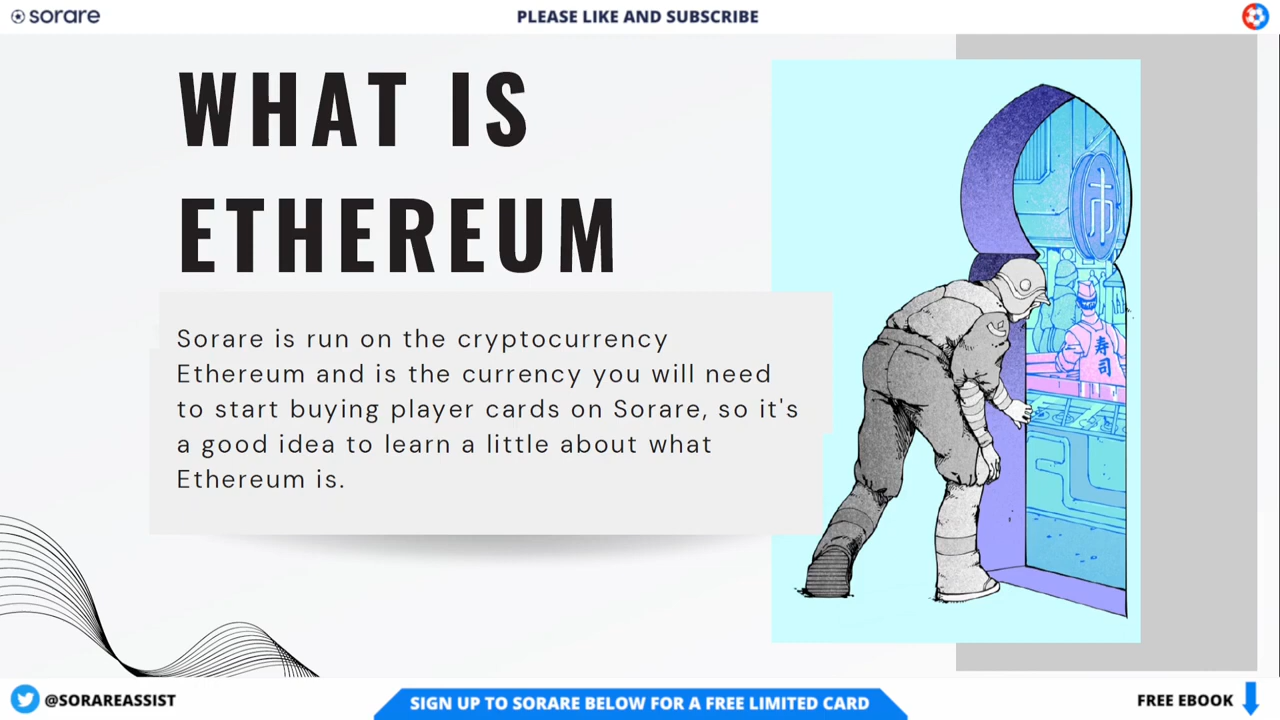 sorare
PLEASE LIKE AND SUBSCRIBE
WHAT IS
ETHEREUM
Sorare is run on the cryptocurrency
Ethereum and is the currency you will need
to start buying player cards on Sorare, so it's
a good idea to learn a little about what
Ethereum is.
市
寿
司
@SORAREASSIST
SIGN UP TO SORARE BELOW FOR A FREE LIMITED CARD
FREE EBOOK